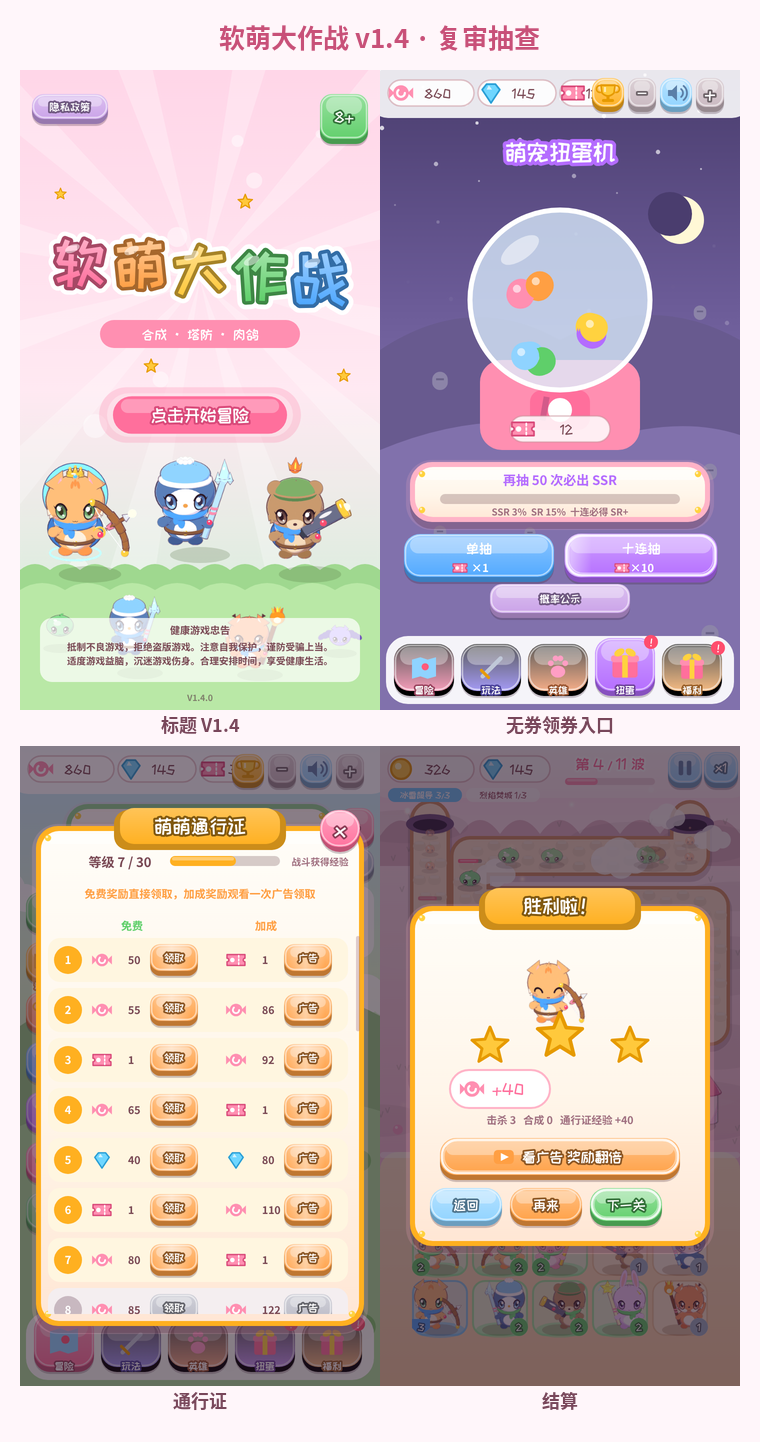 软萌大作战 v1.4 · 复审抽查
隐私政策
8+
软萌大作战
合成 · 塔防 · 肉鸽
点击开始冒险
健康游戏忠告
抵制不良游戏，拒绝盗版游戏。注意自我保护，谨防受骗上当。
适度游戏益脑，沉迷游戏伤身。合理安排时间，享受健康生活。
V1.4.0
标题 V1.4
860 145
萌宠扭蛋机
12
再抽 50 次必出 SSR
SSR 3% SR 15% 十连必得 SR+
单抽 十连抽
×1 ×10
概率公示
冒险 玩法 英雄 扭蛋 福利
无券领券入口
860 145
萌萌通行证
等级 7 / 30 战斗获得经验
免费奖励直接领取，加成奖励观看一次广告领取
免费 加成
1 50 领取 1 广告
2 55 领取 86 广告
3 1 领取 92 广告
4 65 领取 1 广告
5 40 领取 80 广告
6 1 领取 110 广告
7 80 领取 1 广告
8 85 领取 122 广告
冒险 玩法 英雄 扭蛋 福利
通行证
326 145 第 4 / 11 波 x1
3/3 1/3
胜利啦!
+40
击杀 3 合成 0 通行证经验 +40
看广告 奖励翻倍
返回 再来 下一关
2 2 2 1 1
3 2 2 2 1
结算